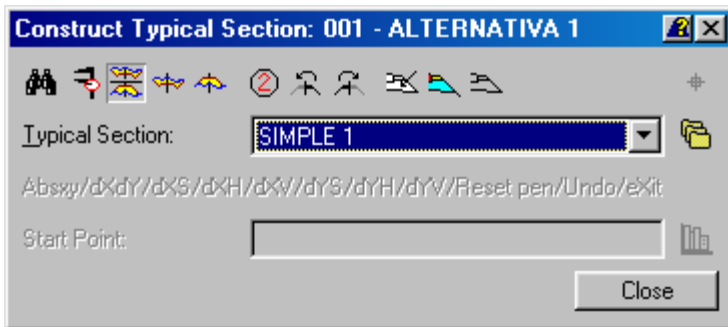 Construct Typical Section: 001 - ALTERNATIVA 1
2
Typical Section:
SIMPLE 1
Absxy/dXdY/dXS/dXH/dXV/dYS/dYH/dYV/Reset pen/Undo/eXit
Start Point:
Close